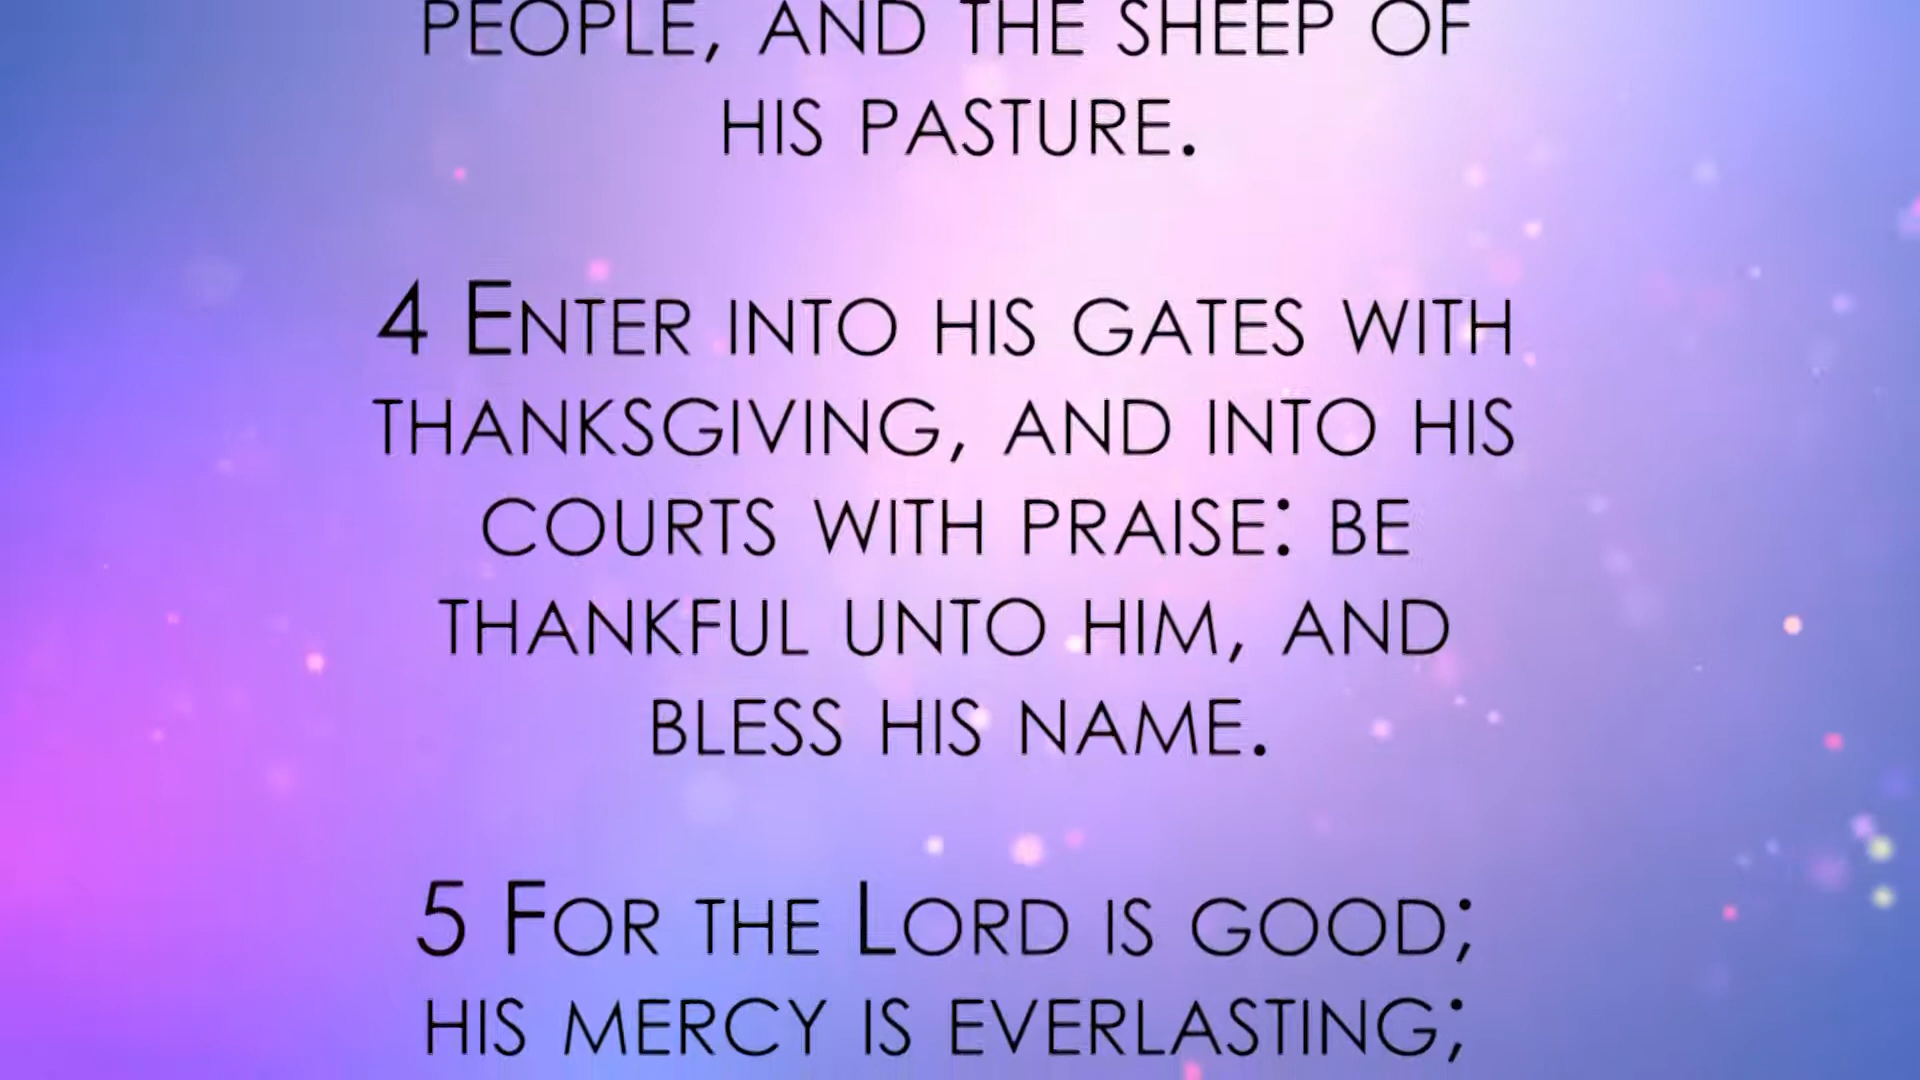 PEOPLE, AND THE SHEEP OF
HIS PASTURE.
4 ENTER INTO HIS GATES WITH
THANKSGIVING, AND INTO HIS
COURTS WITH PRAISE: BE
THANKFUL UNTO HIM, AND
BLESS HIS NAME.
5 FOR THE LORD IS GOOD;
HIS MERCY IS EVERLASTING;